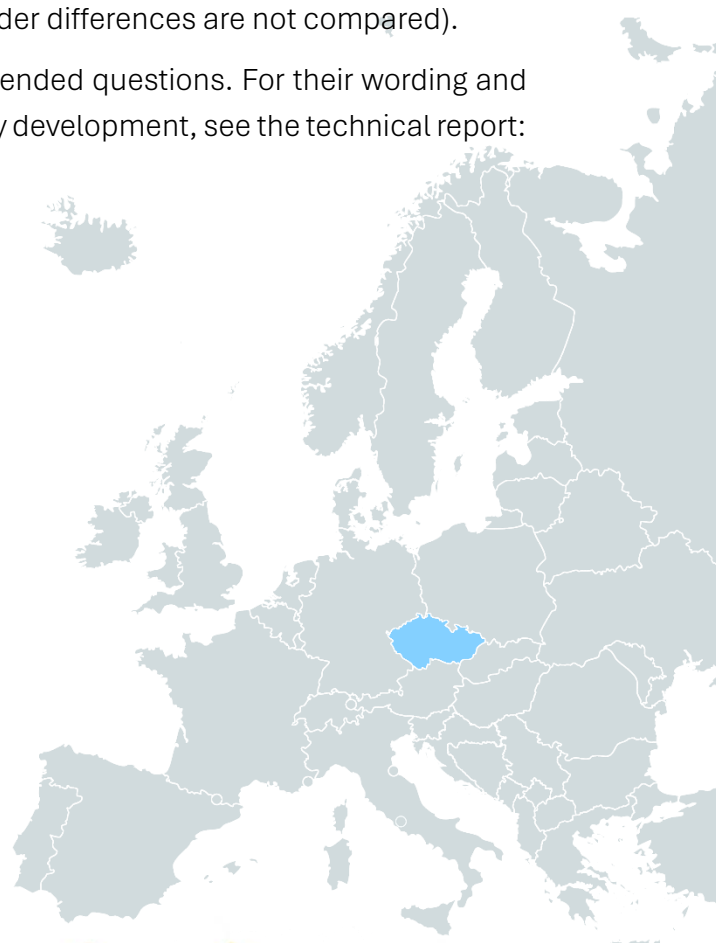 der differences are not compared).
ended questions. For their wording and
y development, see the technical report: